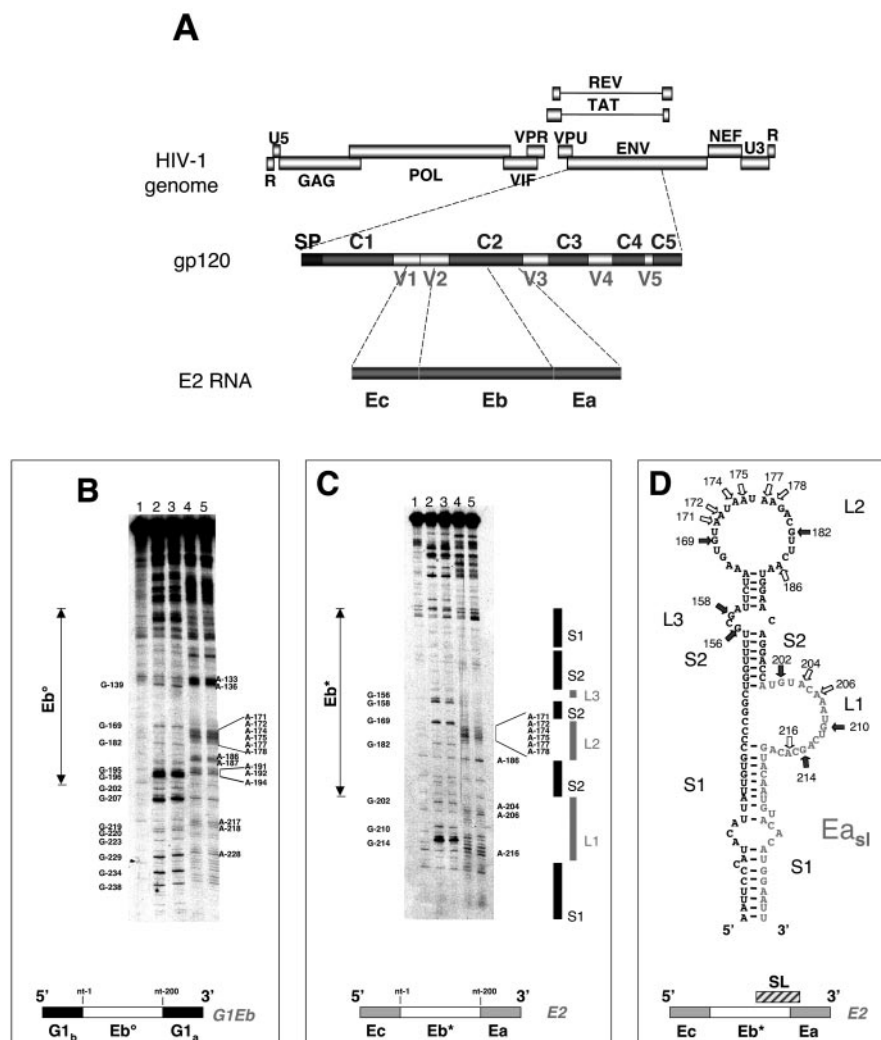 A
REV
TAT
U5
VPR
VPU
NEF
R
HIV-1
genome
ENV
U3
R
GAG
POL
VIF
SP
C1
C2
C3
C4
C5
gp120
V1
V2
V3
V4
V5
E2 RNA
Ec
Eb
Ea
B
1 2 3 4 5
Eb°
G-139
G-169
G-182
G-195
G-196
G-202
G-207
G-219
G-220
G-223
G-229
G-234
G-238
A-133
A-136
A-171
A-172
A-174
A-175
A-177
A-178
A-186
A-187
A-191
A-192
A-194
A-217
A-218
A-228
5' nt-1 nt-200 3'
G1Eb
G1b Eb° G1a
C
1 2 3 4 5
Eb*
G-156
G-158
G-169
G-182
G-202
G-210
G-214
A-171
A-172
A-174
A-175
A-177
A-178
A-186
A-204
A-206
A-216
S1
S2
L3
S2
L2
S2
L1
S1
5' nt-1 nt-200 3'
E2
Ec Eb* Ea
D
174
175
177
178
172
171
169
182
186
L2
158
L3
156
S2
S2
202
204
206
L1
210
216
214
S1
Easl
S1
5' 3'
SL
5' 3'
E2
Ec Eb* Ea